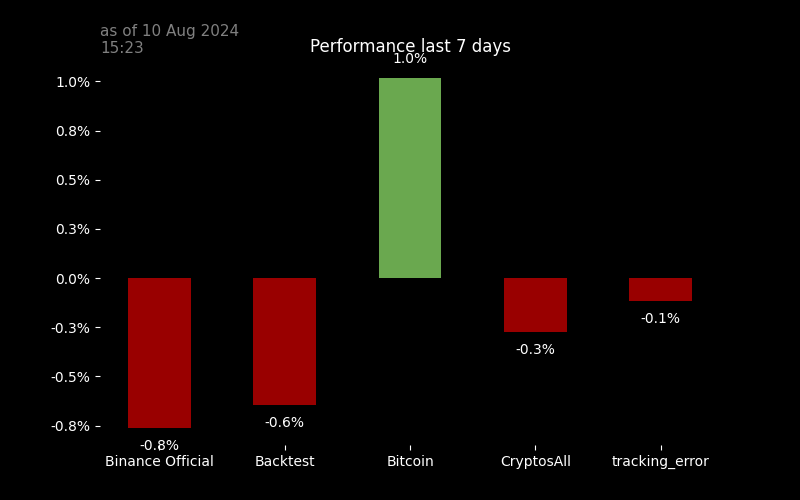 as of 10 Aug 2024
15:23
Performance last 7 days
1.0%
1.0%
0.8%
0.5%
0.3%
0.0%
-0.3%
-0.5%
-0.8%
-0.3%
-0.1%
-0.6%
-0.8%
Binance Official
Backtest
Bitcoin
CryptosAll
tracking_error